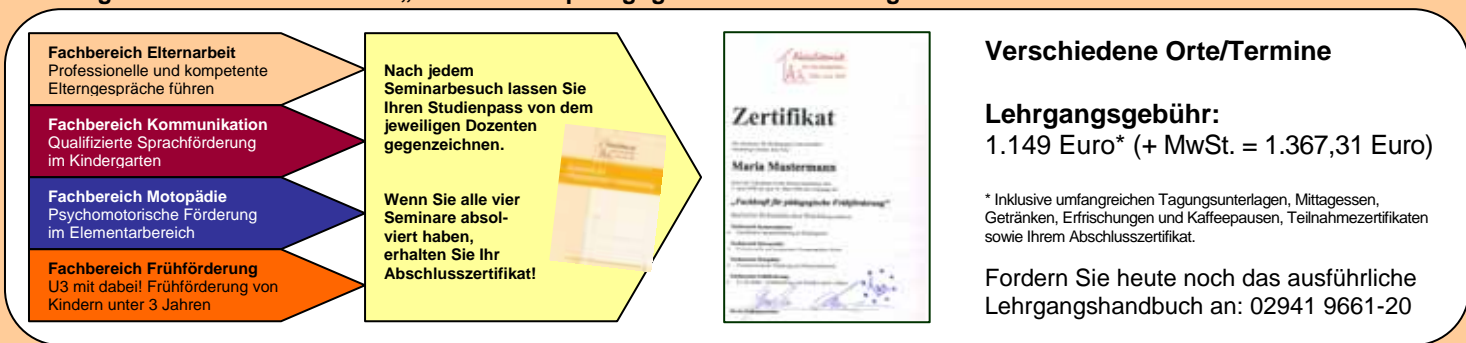 Fachbereich Elternarbeit
Professionelle und kompetente
Elterngespräche führen
Fachbereich Kommunikation
Qualifizierte Sprachförderung
im Kindergarten
Fachbereich Motopädie
Psychomotorische Förderung
im Elementarbereich
Fachbereich Frühförderung
U3 mit dabei! Frühförderung von
Kindern unter 3 Jahren
Nach jedem
Seminarbesuch lassen Sie
Ihren Studienpass von dem
jeweiligen Dozenten
gegenzeichnen.
Wenn Sie alle vier
Seminare absol-
viert haben,
erhalten Sie Ihr
Abschlusszertifikat!
Zertifikat
Maria Mustermann
„Fachkraft für pädagogische Frühförderung“
Verschiedene Orte/Termine
Lehrgangsgebühr:
1.149 Euro* (+ MwSt. = 1.367,31 Euro)
* Inklusive umfangreichen Tagungsunterlagen, Mittagessen,
Getränken, Erfrischungen und Kaffeepausen, Teilnahmezertifikaten
sowie Ihrem Abschlusszertifikat.
Fordern Sie heute noch das ausführliche
Lehrgangshandbuch an: 02941 9661-20